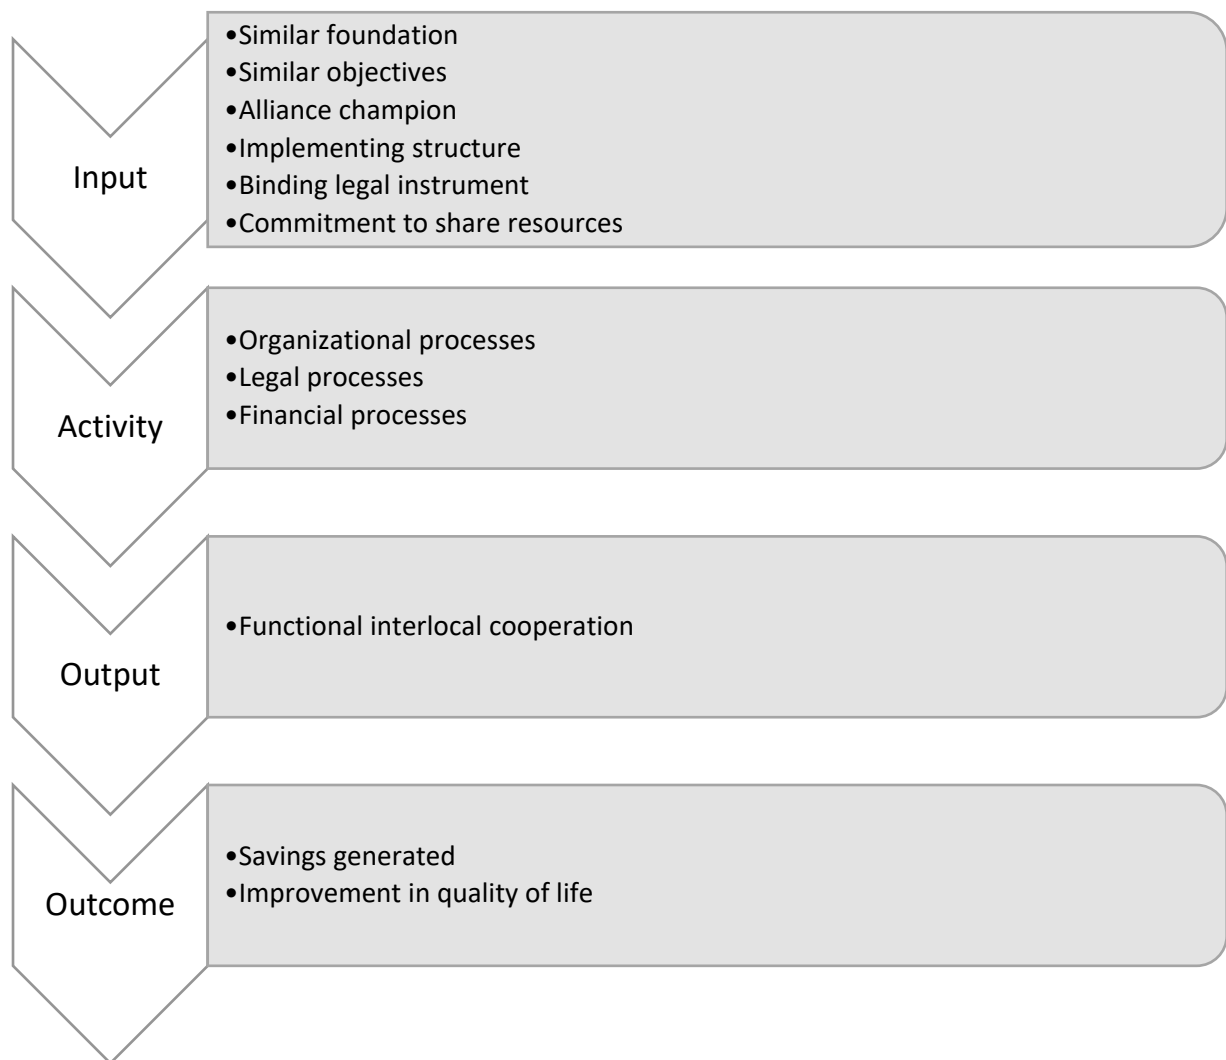 Input
•Similar foundation
•Similar objectives
•Alliance champion
•Implementing structure
•Binding legal instrument
•Commitment to share resources
Activity
•Organizational processes
•Legal processes
•Financial processes
Output
•Functional interlocal cooperation
Outcome
•Savings generated
•Improvement in quality of life